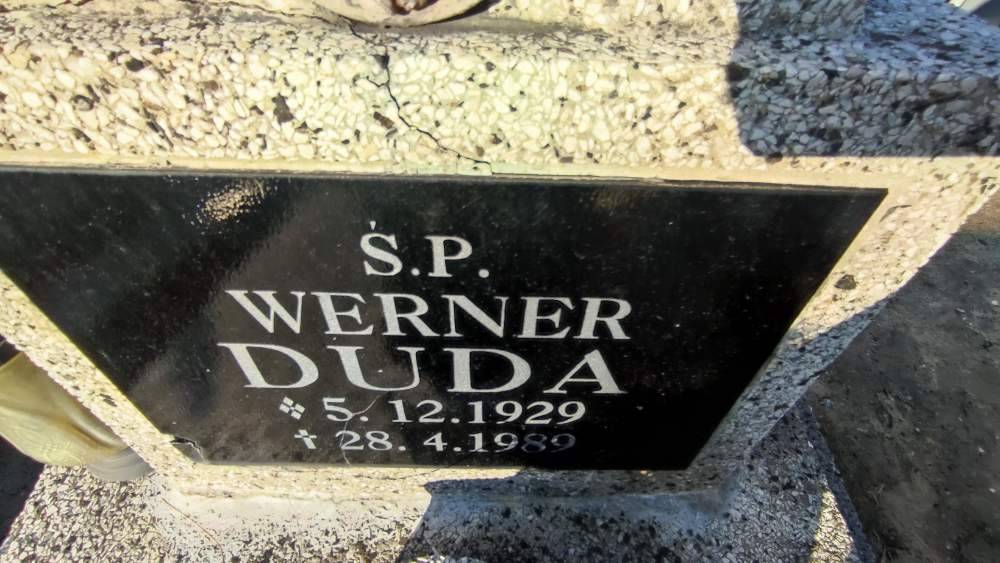 Ś.P.
WERNER
DUDA
5. 12.1929
† 28. 4.1989